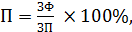 П = ЗФ/ЗП × 100%,